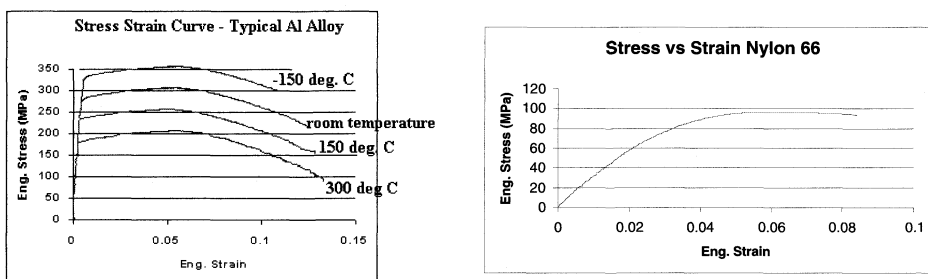 Stress Strain Curve - Typical Al Alloy
Eng. Stress (MPa)
350
300
250
200
150
100
50
0
-150 deg. C
room temperature
150 deg. C
300 deg C
0 0.05 0.1 0.15
Eng. Strain
Stress vs Strain Nylon 66
Eng. Stress (MPa)
120
100
80
60
40
20
0
0 0.02 0.04 0.06 0.08 0.1
Eng. Strain